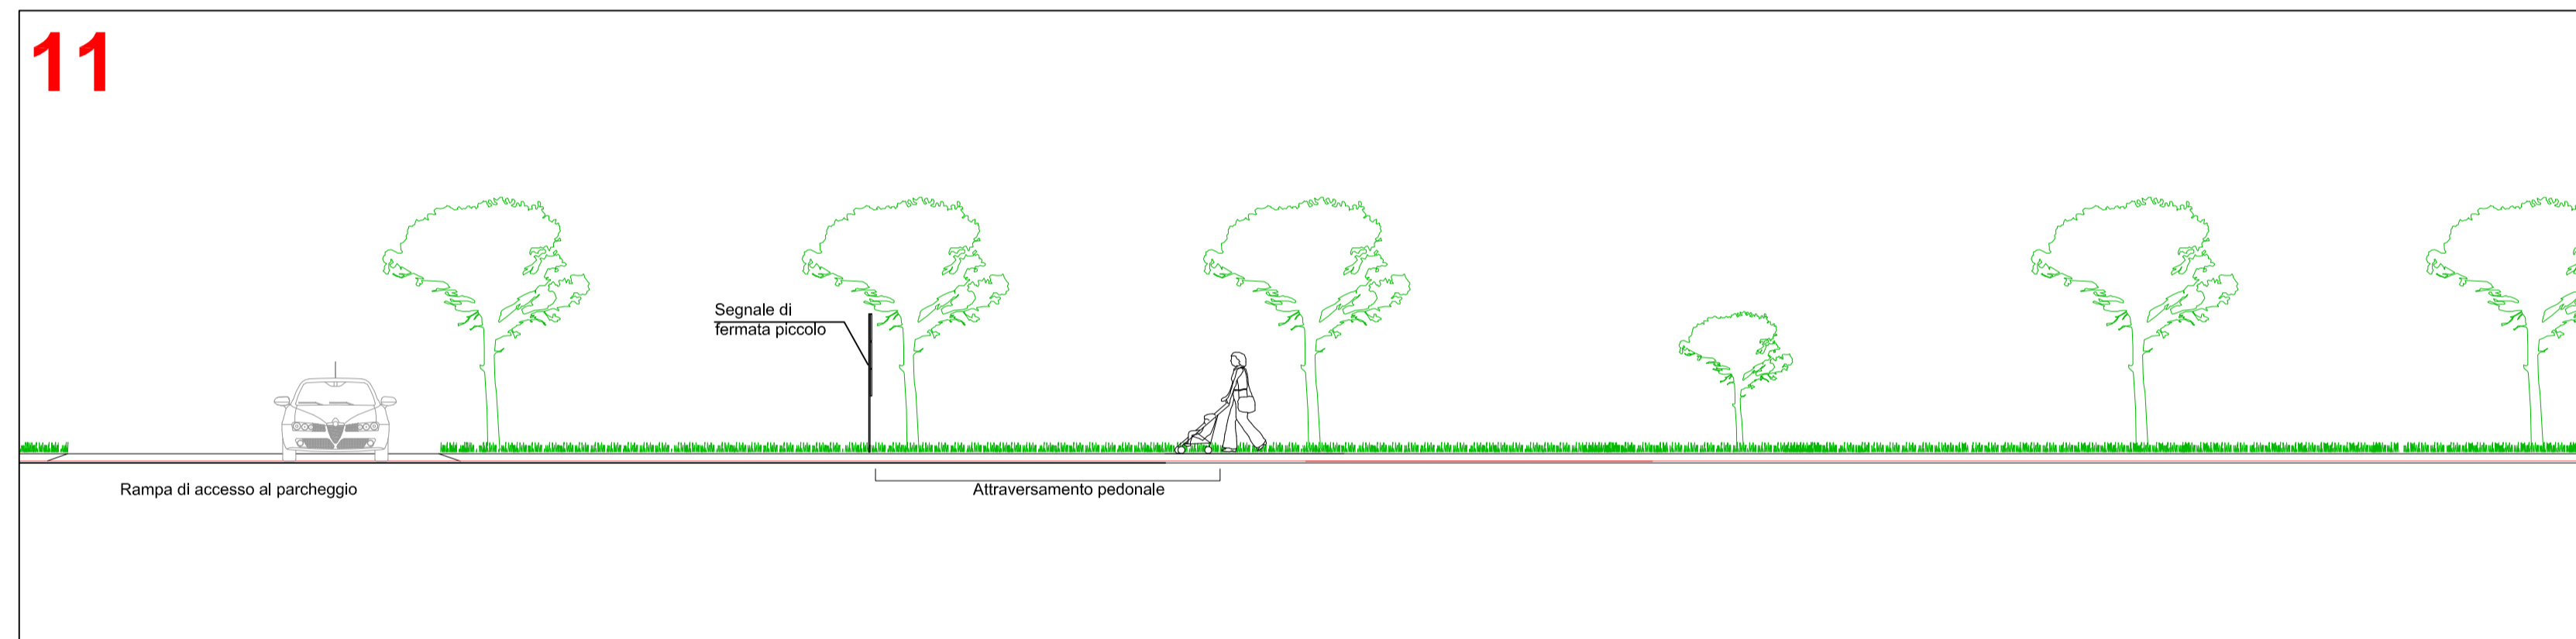 11
Segnale di
fermata piccolo
Rampa di accesso al parcheggio
Attraversamento pedonale